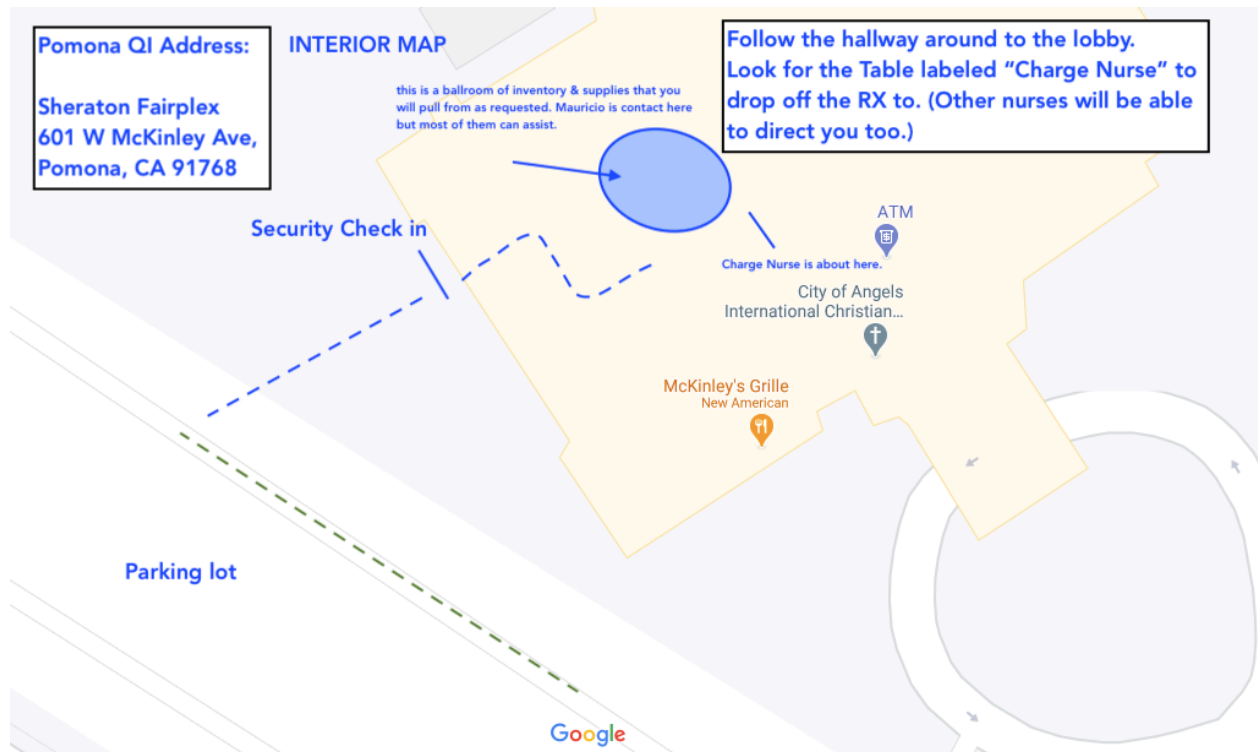 Pomona QI Address:
Sheraton Fairplex
601 W McKinley Ave,
Pomona, CA 91768
INTERIOR MAP
this is a ballroom of inventory & supplies that you
will pull from as requested. Mauricio is contact here
but most of them can assist.
Follow the hallway around to the lobby.
Look for the Table labeled “Charge Nurse” to
drop off the RX to. (Other nurses will be able
to direct you too.)
Security Check in
ATM
Charge Nurse is about here.
City of Angels
International Christian...
McKinley's Grille
New American
Parking lot
Google